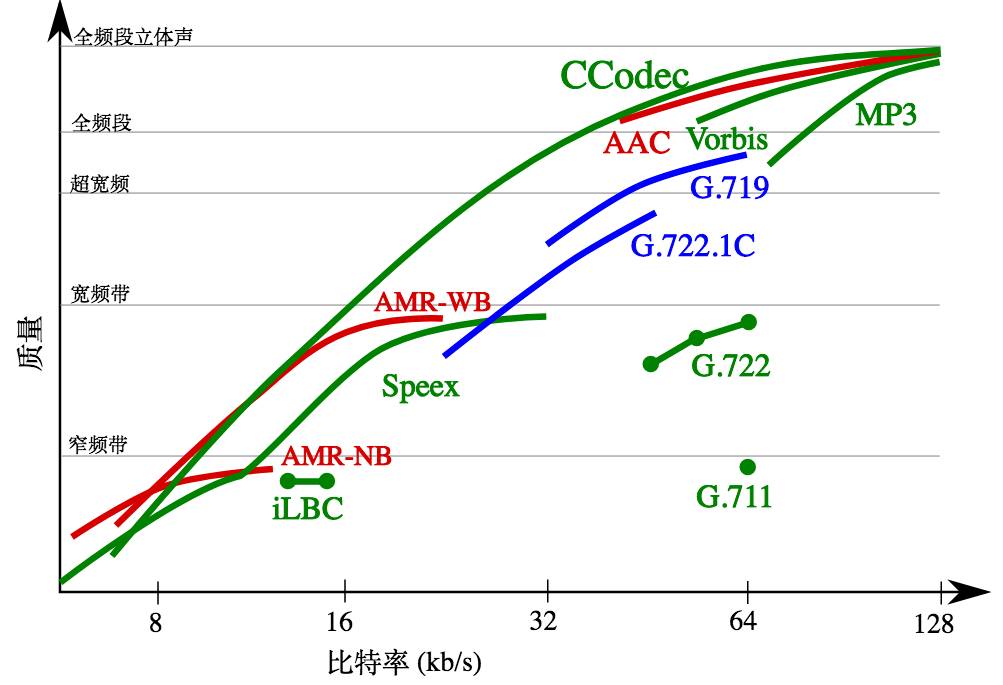 全频段立体声
CCodec
全频段
AAC
Vorbis
MP3
超宽频
G.719
G.722.1C
宽频带
AMR-WB
质量
Speex
G.722
窄频带
AMR-NB
iLBC
G.711
8
16
32
64
128
比特率 (kb/s)